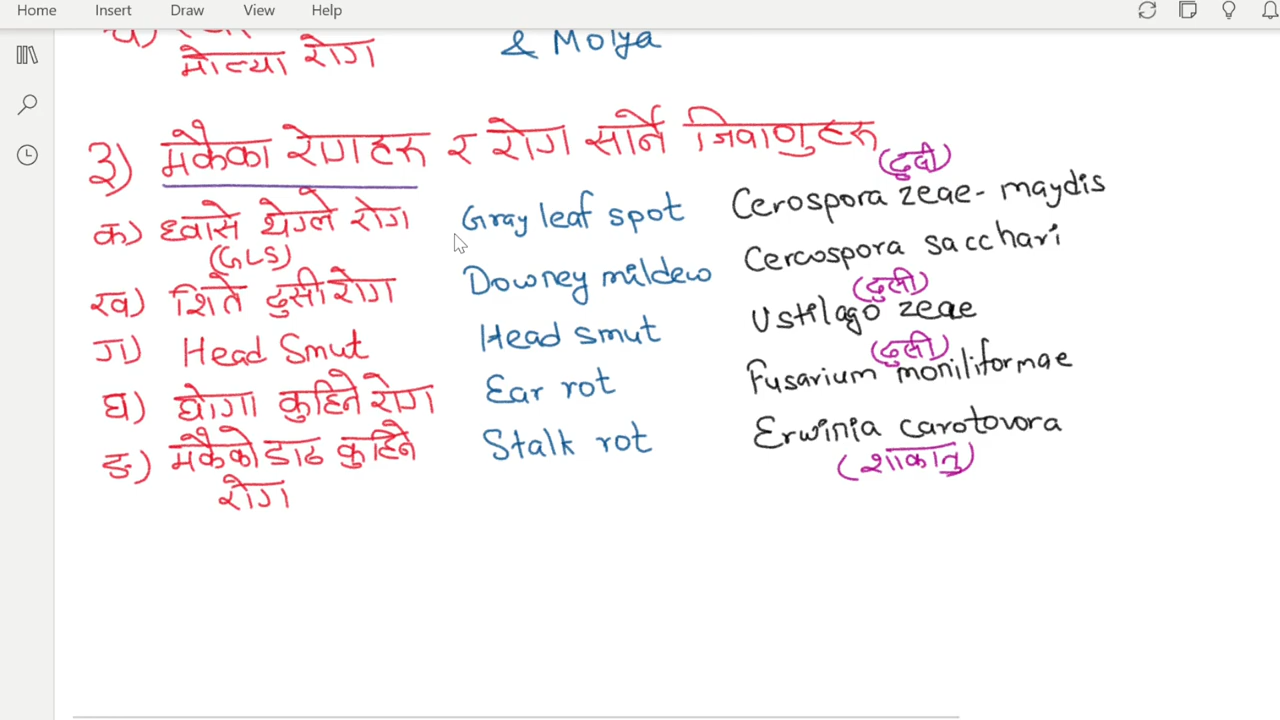 Home Insert Draw View Help
मोल्या रोग & Molya
३) मकैका रोगहरु र रोग सार्ने जिवाणुहरु
क) ध्वासे थेग्ले रोग Gray leaf spot Cerospora zeae-maydis (ढुसी)
(GLS)
ख) शिते ढुसी रोग Downey mildew Cercospora sacchari
ग) Head Smut Head smut Ustilago zeae (ढुसी)
घ) घोगा कुहिने रोग Ear rot Fusarium moniliformae (ढुसी)
ङ) मकैको डाठ कुहिने Stalk rot Erwinia carotovora
रोग (शाकाणु)